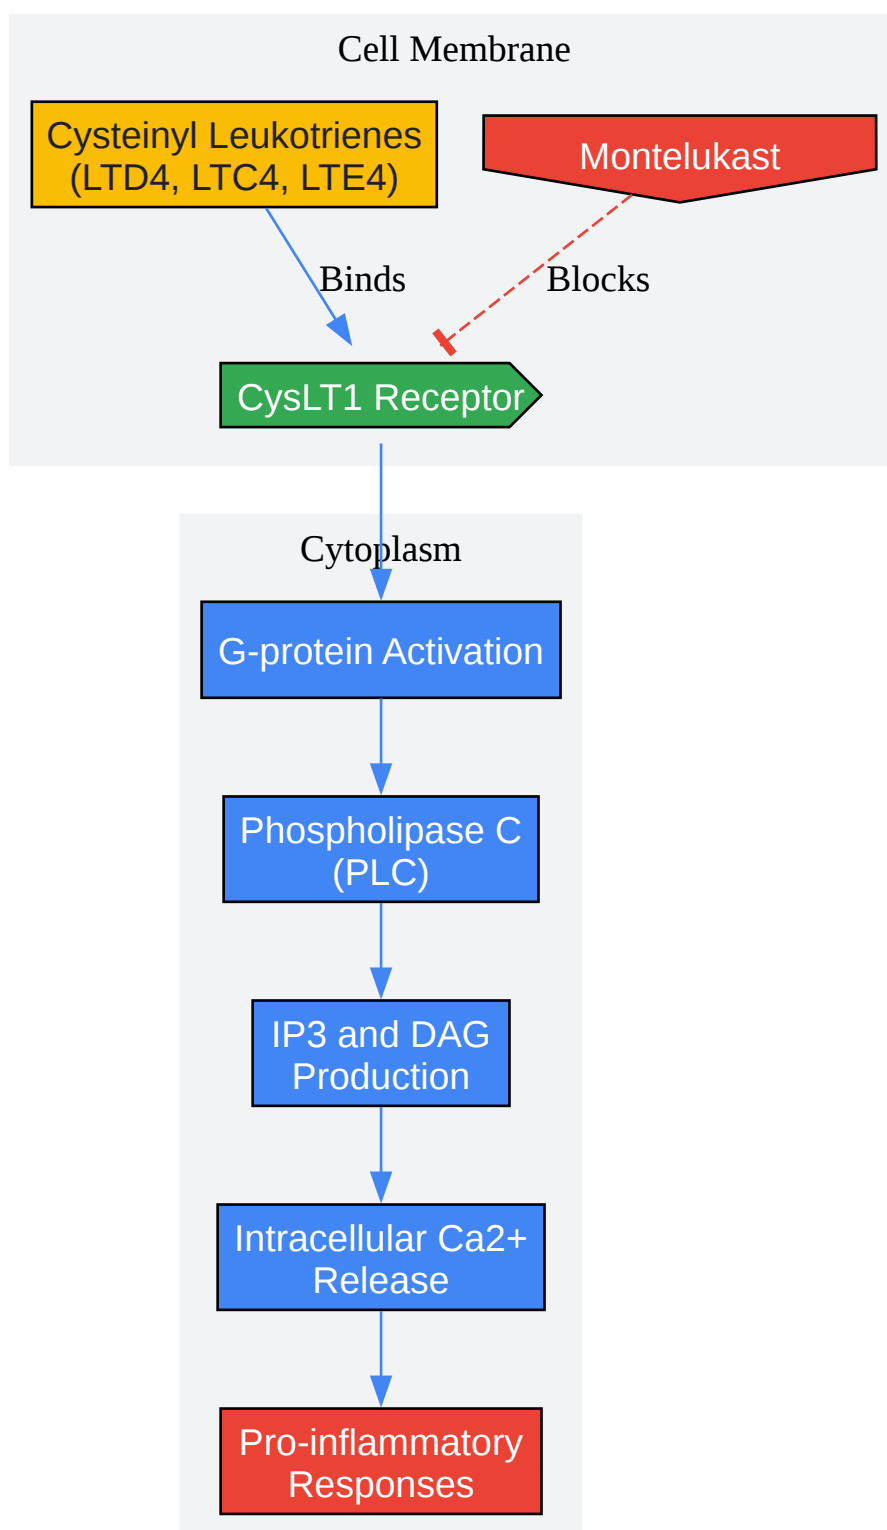 Cell Membrane
Cysteinyl Leukotrienes
(LTD4, LTC4, LTE4)
Montelukast
Binds
Blocks
CysLT1 Receptor
Cytoplasm
G-protein Activation
Phospholipase C
(PLC)
IP3 and DAG
Production
Intracellular Ca2+
Release
Pro-inflammatory
Responses